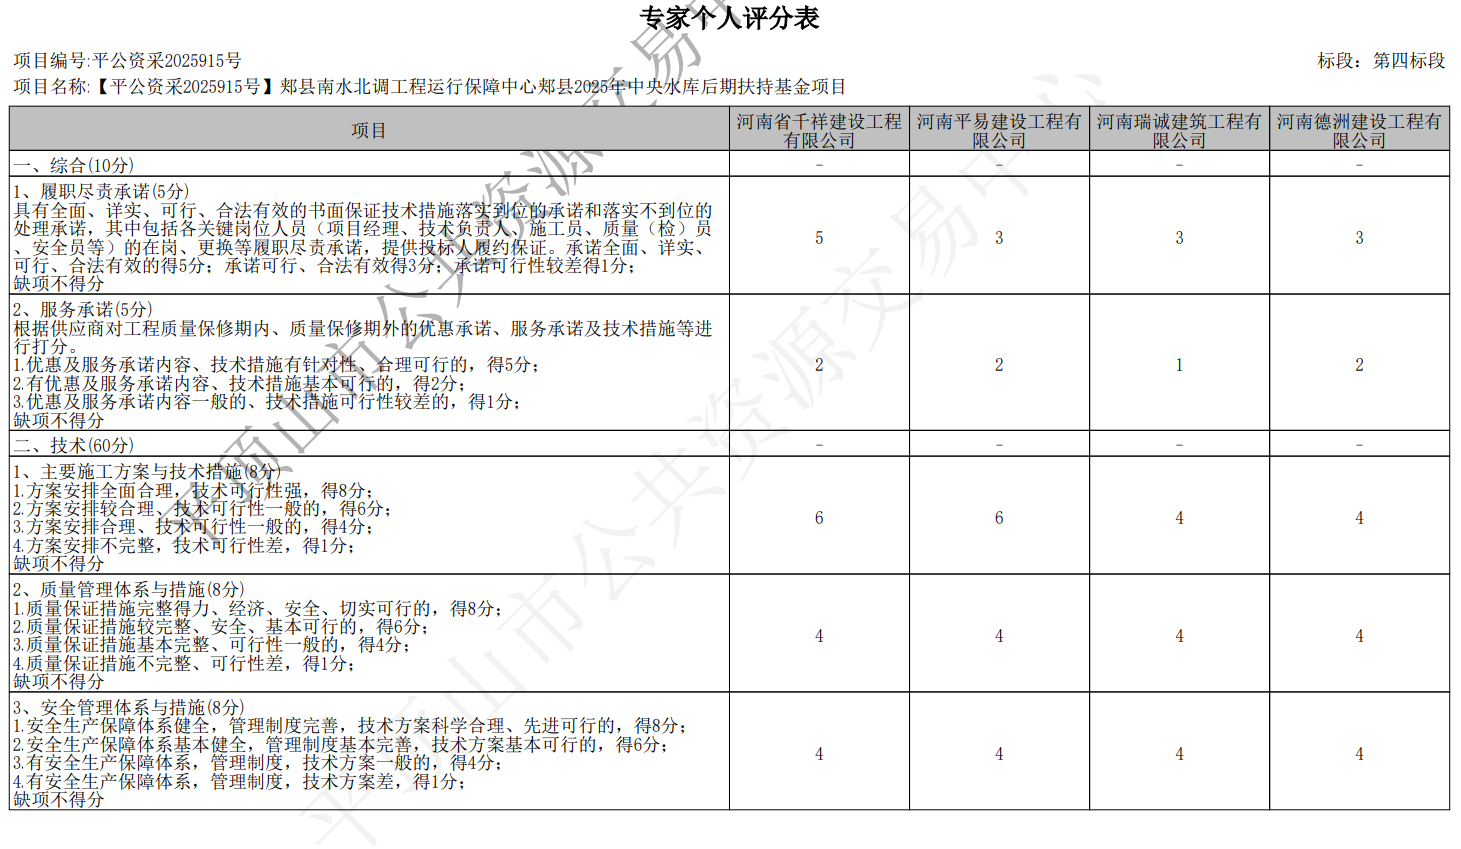 专家个人评分表
项目编号:平公资采2025915号
标段：第四标段
项目名称:【平公资采2025915号】郏县南水北调工程运行保障中心郏县2025年中央水库后期扶持基金项目
项目
河南省千祥建设工程
有限公司
河南平易建设工程有
限公司
河南瑞诚建筑工程有
限公司
河南德洲建设工程有
限公司
一、综合(10分)
-
-
-
-
1、履职尽责承诺(5分)
具有全面、详实、可行、合法有效的书面保证技术措施落实到位的承诺和落实不到位的
处理承诺，其中包括各关键岗位人员（项目经理、技术负责人、施工员、质量（检）员
、安全员等）的在岗、更换等履职尽责承诺，提供投标人履约保证。承诺全面、详实、
可行、合法有效的得5分；承诺可行、合法有效得3分；承诺可行性较差得1分；
缺项不得分
5
3
3
3
2、服务承诺(5分)
根据供应商对工程质量保修期内、质量保修期外的优惠承诺、服务承诺及技术措施等进
行打分。
1.优惠及服务承诺内容、技术措施有针对性、合理可行的，得5分；
2.有优惠及服务承诺内容、技术措施基本可行的，得2分；
3.优惠及服务承诺内容一般的、技术措施可行性较差的，得1分；
缺项不得分
2
2
1
2
二、技术(60分)
-
-
-
-
1、主要施工方案与技术措施(8分)
1.方案安排全面合理，技术可行性强，得8分；
2.方案安排较合理、技术可行性一般的，得6分；
3.方案安排合理、技术可行性一般的，得4分；
4.方案安排不完整，技术可行性差，得1分；
缺项不得分
6
6
4
4
2、质量管理体系与措施(8分)
1.质量保证措施完整得力、经济、安全、切实可行的，得8分；
2.质量保证措施较完整、安全、基本可行的，得6分；
3.质量保证措施基本完整、可行性一般的，得4分；
4.质量保证措施不完整、可行性差，得1分；
缺项不得分
4
4
4
4
3、安全管理体系与措施(8分)
1.安全生产保障体系健全，管理制度完善，技术方案科学合理、先进可行的，得8分；
2.安全生产保障体系基本健全，管理制度基本完善，技术方案基本可行的，得6分；
3.有安全生产保障体系，管理制度，技术方案一般的，得4分；
4.有安全生产保障体系，管理制度，技术方案差，得1分；
缺项不得分
4
4
4
4
平顶山市公共资源交易中
平顶山市公共资源交易中心